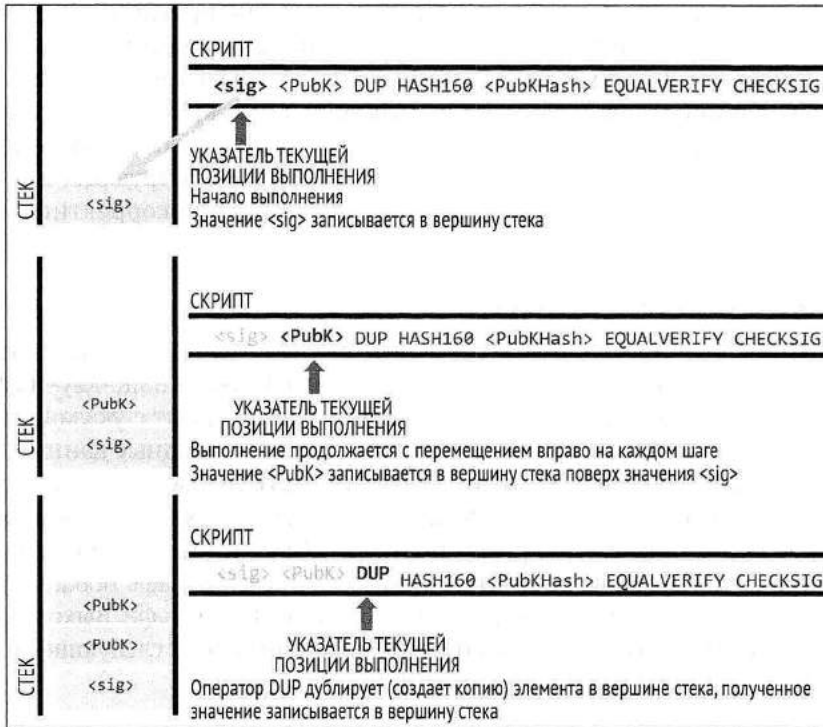 СКРИПТ
<sig> <PubK> DUP HASH160 <PubKHash> EQUALVERIFY CHECKSIG
УКАЗАТЕЛЬ ТЕКУЩЕЙ
ПОЗИЦИИ ВЫПОЛНЕНИЯ
Начало выполнения
Значение <sig> записывается в вершину стека
СТЕК
<sig>
СКРИПТ
<sig> <PubK> DUP HASH160 <PubKHash> EQUALVERIFY CHECKSIG
УКАЗАТЕЛЬ ТЕКУЩЕЙ
ПОЗИЦИИ ВЫПОЛНЕНИЯ
Выполнение продолжается с перемещением вправо на каждом шаге
Значение <PubK> записывается в вершину стека поверх значения <sig>
СТЕК
<PubK>
<sig>
СКРИПТ
<sig> <PubK> DUP HASH160 <PubKHash> EQUALVERIFY CHECKSIG
УКАЗАТЕЛЬ ТЕКУЩЕЙ
ПОЗИЦИИ ВЫПОЛНЕНИЯ
Оператор DUP дублирует (создает копию) элемента в вершине стека, полученное
значение записывается в вершину стека
СТЕК
<PubK>
<PubK>
<sig>